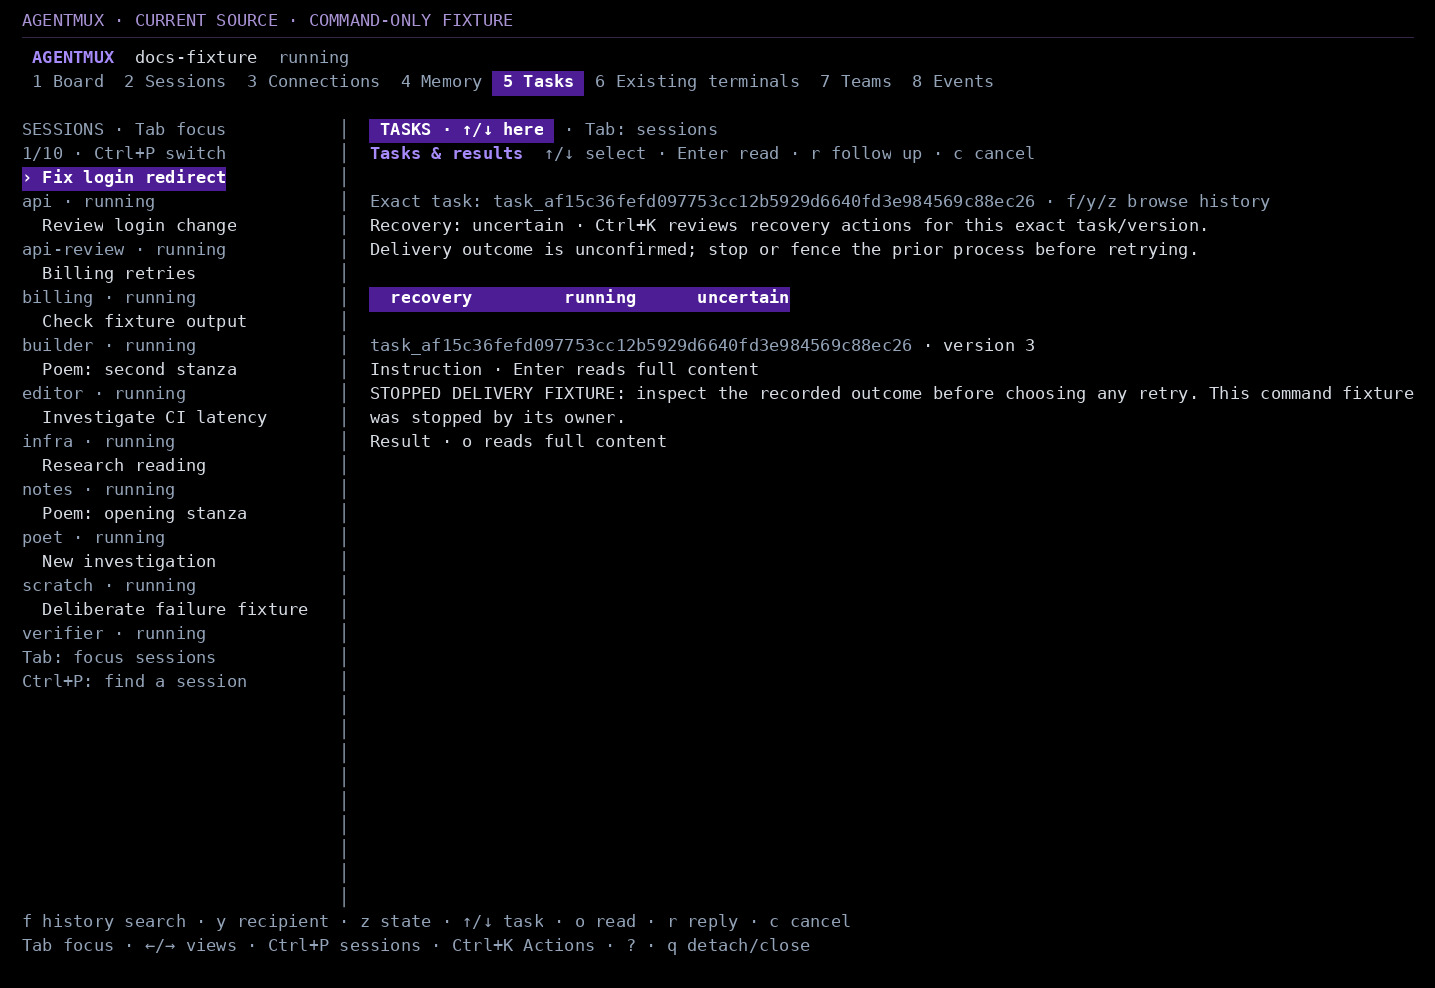 AGENTMUX · CURRENT SOURCE · COMMAND-ONLY FIXTURE
AGENTMUX docs-fixture running
1 Board 2 Sessions 3 Connections 4 Memory 5 Tasks 6 Existing terminals 7 Teams 8 Events
SESSIONS · Tab focus
1/10 · Ctrl+P switch
› Fix login redirect
api · running
Review login change
api-review · running
Billing retries
billing · running
Check fixture output
builder · running
Poem: second stanza
editor · running
Investigate CI latency
infra · running
Research reading
notes · running
Poem: opening stanza
poet · running
New investigation
scratch · running
Deliberate failure fixture
verifier · running
Tab: focus sessions
Ctrl+P: find a session
TASKS · ↑/↓ here · Tab: sessions
Tasks & results ↑/↓ select · Enter read · r follow up · c cancel
Exact task: task_af15c36fefd097753cc12b5929d6640fd3e984569c88ec26 · f/y/z browse history
Recovery: uncertain · Ctrl+K reviews recovery actions for this exact task/version.
Delivery outcome is unconfirmed; stop or fence the prior process before retrying.
recovery running uncertain
task_af15c36fefd097753cc12b5929d6640fd3e984569c88ec26 · version 3
Instruction · Enter reads full content
STOPPED DELIVERY FIXTURE: inspect the recorded outcome before choosing any retry. This command fixture
was stopped by its owner.
Result · o reads full content
f history search · y recipient · z state · ↑/↓ task · o read · r reply · c cancel
Tab focus · ←/→ views · Ctrl+P sessions · Ctrl+K Actions · ? · q detach/close